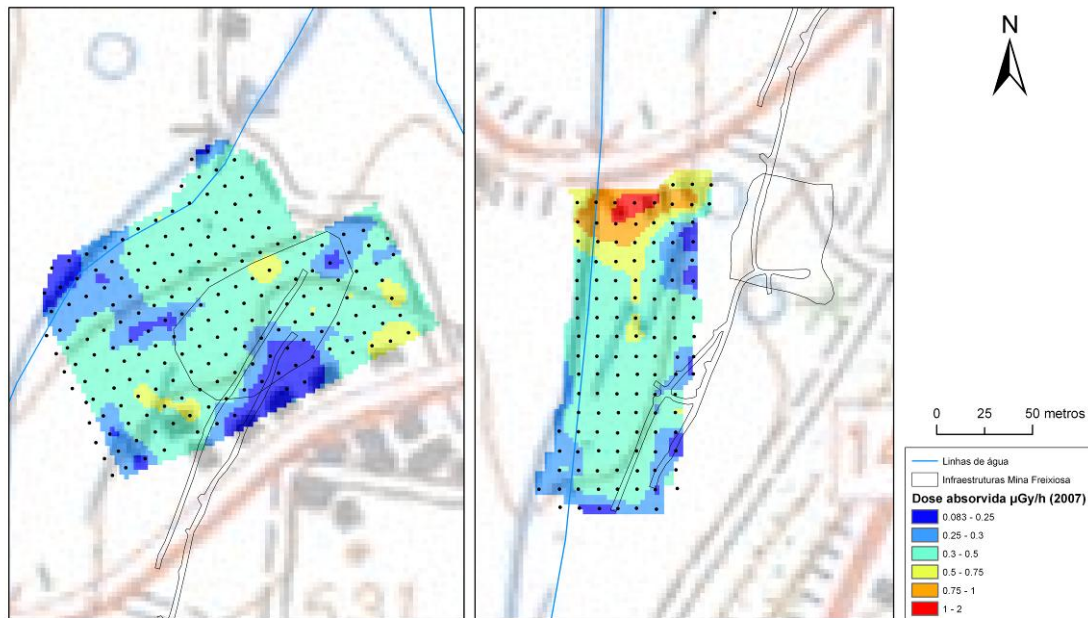 N
0 25 50 metros
Linhas de água
Infraestruturas Mina Freixiosa
Dose absorvida µGy/h (2007)
0.083 - 0.25
0.25 - 0.3
0.3 - 0.5
0.5 - 0.75
0.75 - 1
1 - 2